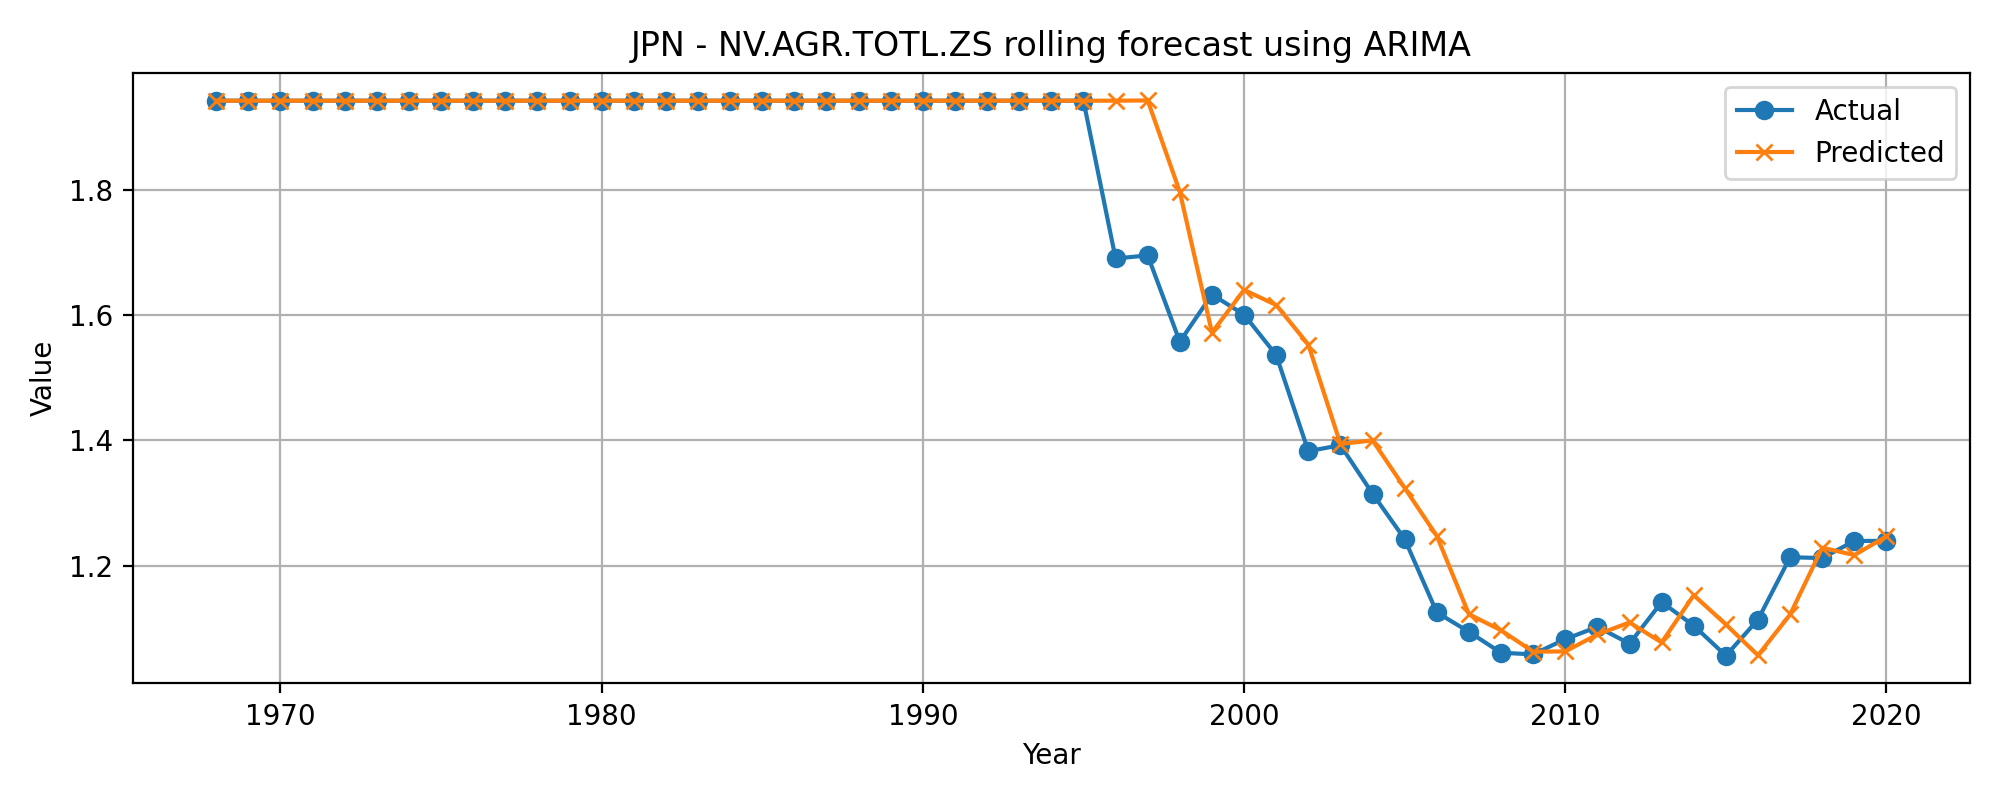 JPN - NV.AGR.TOTL.ZS rolling forecast using ARIMA
Actual
Predicted
1.8
1.6
1.4
1.2
Value
1970 1980 1990 2000 2010 2020
Year